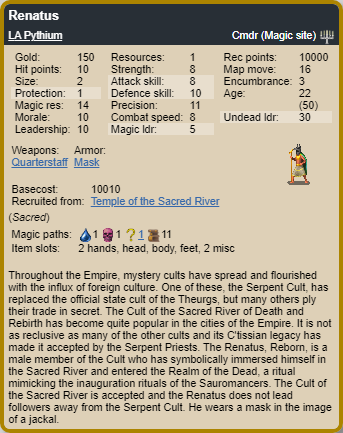 Renatus
LA Pythium Cmdr (Magic site)
Gold: 150 Resources: 1 Rec points: 10000
Hit points: 10 Strength: 8 Map move: 16
Size: 2 Attack skill: 8 Encumbrance: 3
Protection: 1 Defence skill: 10 Age: 22
Magic res: 14 Precision: 11 (50)
Morale: 10 Combat speed: 8 Undead ldr: 30
Leadership: 10 Magic ldr: 5
Weapons: Armor:
Quarterstaff Mask
Basecost: 10010
Recruited from: Temple of the Sacred River
(Sacred)
Magic paths: 1 1 ? 1 11
Item slots: 2 hands, head, body, feet, 2 misc
Throughout the Empire, mystery cults have spread and flourished
with the influx of foreign culture. One of these, the Serpent Cult, has
replaced the official state cult of the Theurgs, but many others ply
their trade in secret. The Cult of the Sacred River of Death and
Rebirth has become quite popular in the cities of the Empire. It is not
as reclusive as many of the other cults and its C'tissian legacy has
made it accepted by the Serpent Priests. The Renatus, Reborn, is a
male member of the Cult who has symbolically immersed himself in
the Sacred River and entered the Realm of the Dead, a ritual
mimicking the inauguration rituals of the Sauromancers. The Cult of
the Sacred River is accepted and the Renatus does not lead
followers away from the Serpent Cult. He wears a mask in the image
of a jackal.